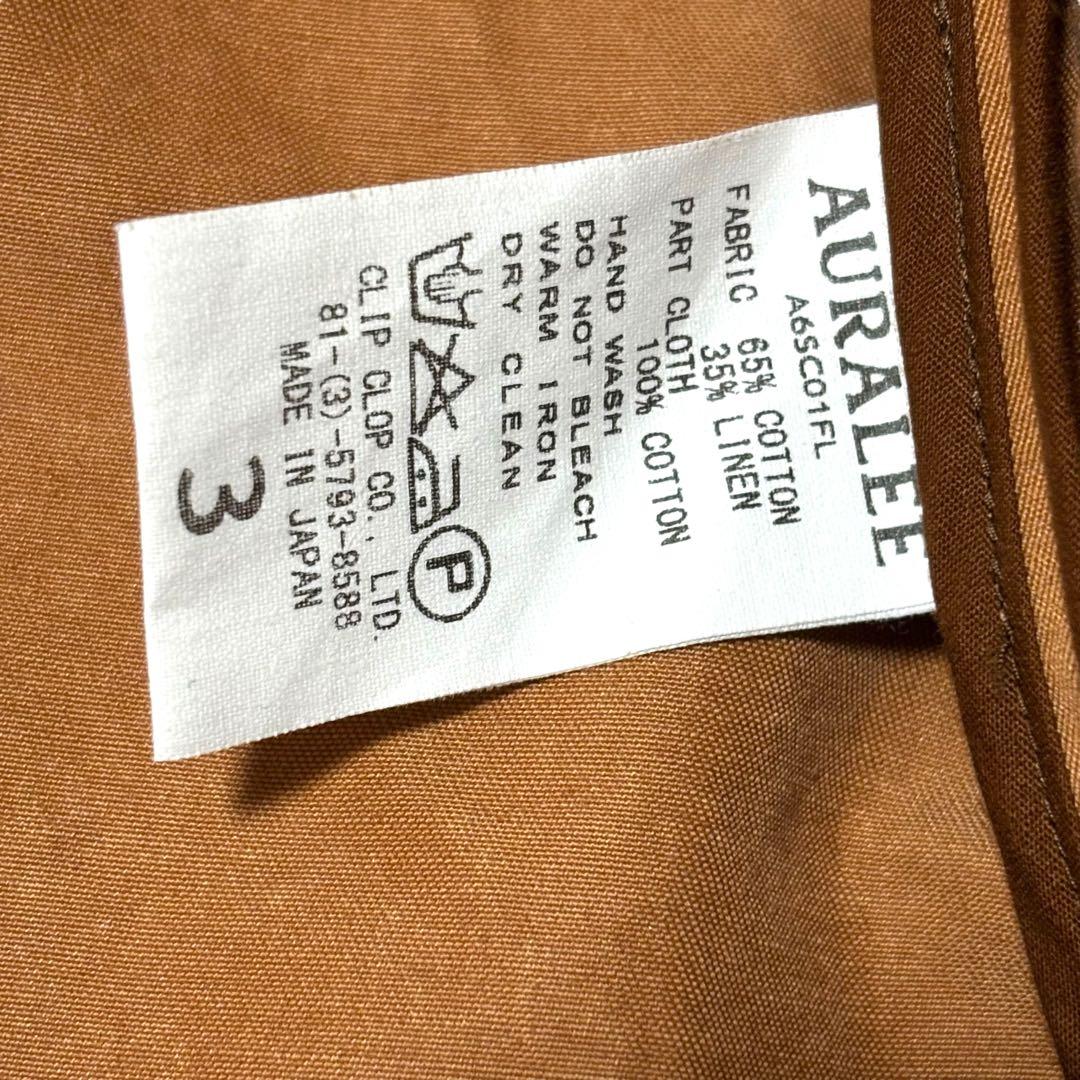 AURALEE
A6SC01FL
FABRIC 65% COTTON
35% LINEN
PART CLOTH
100% COTTON
HAND WASH
DO NOT BLEACH
WARM IRON
DRY CLEAN
P
CLIP CLOP CO., LTD.
81-(3)-5793-8588
MADE IN JAPAN
3